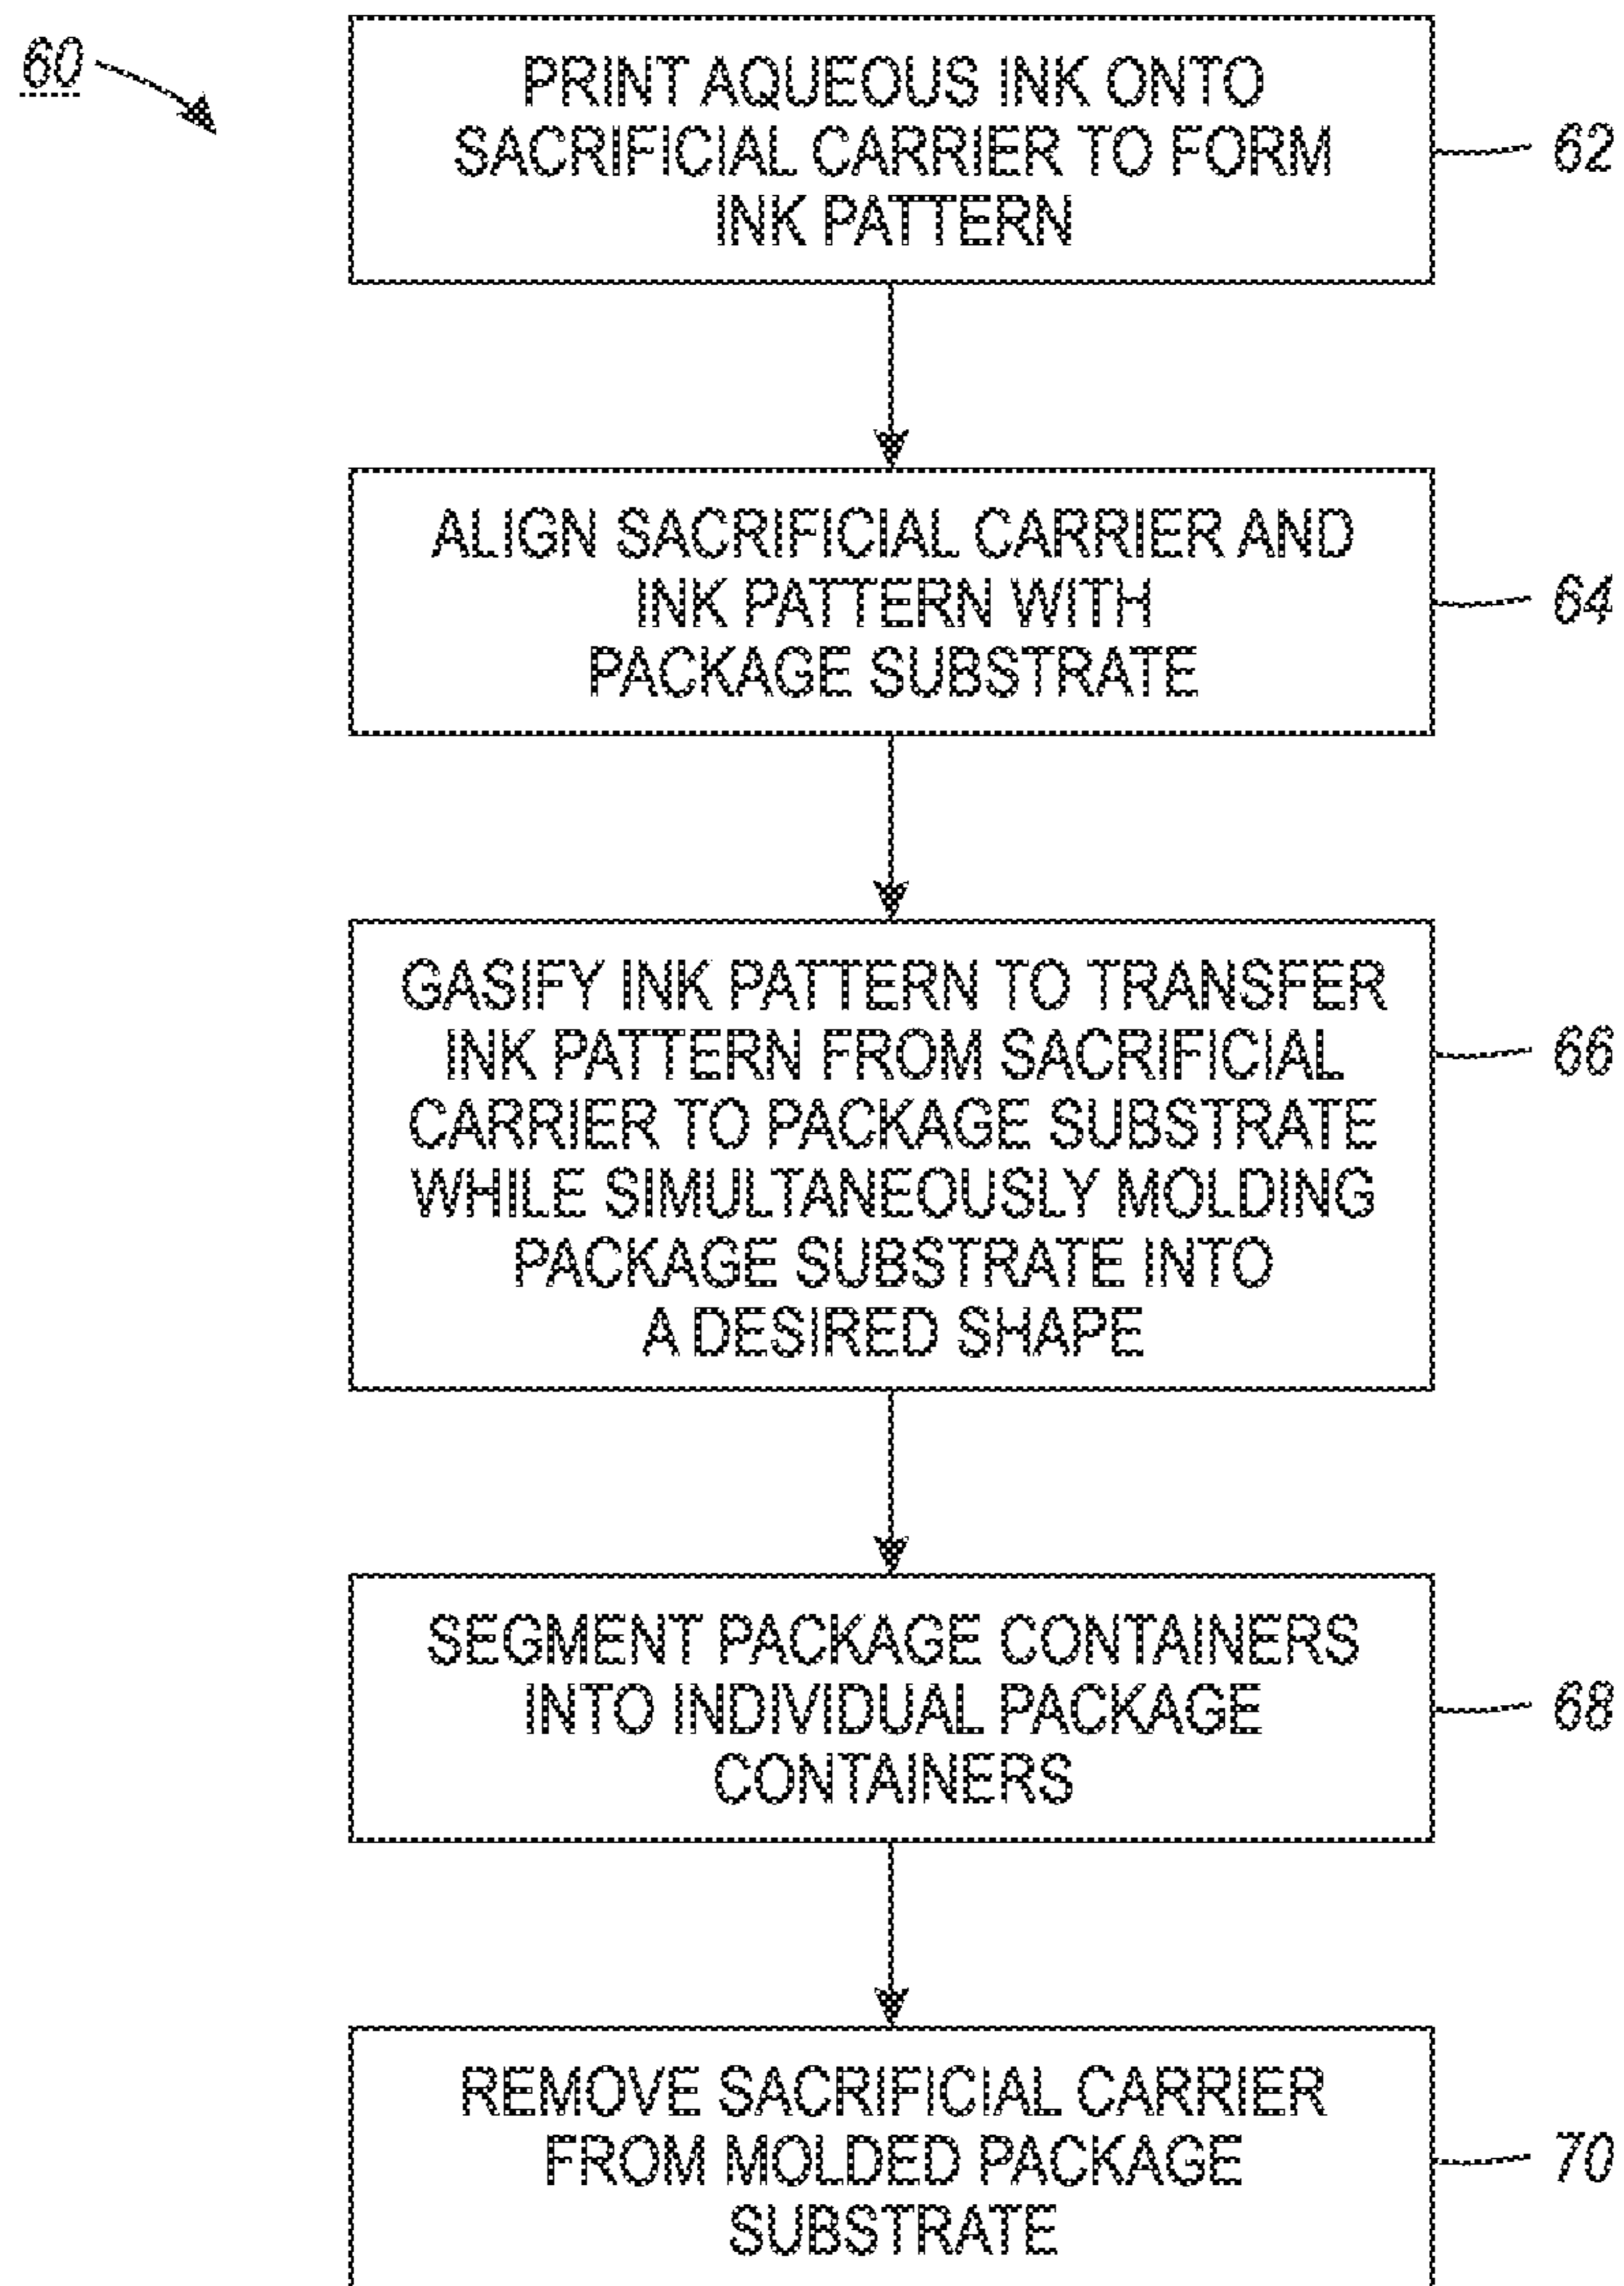 60
PRINT AQUEOUS INK ONTO
SACRIFICIAL CARRIER TO FORM
INK PATTERN
62
ALIGN SACRIFICIAL CARRIER AND
INK PATTERN WITH
PACKAGE SUBSTRATE
64
GASIFY INK PATTERN TO TRANSFER
INK PATTERN FROM SACRIFICIAL
CARRIER TO PACKAGE SUBSTRATE
WHILE SIMULTANEOUSLY MOLDING
PACKAGE SUBSTRATE INTO
A DESIRED SHAPE
66
SEGMENT PACKAGE CONTAINERS
INTO INDIVIDUAL PACKAGE
CONTAINERS
68
REMOVE SACRIFICIAL CARRIER
FROM MOLDED PACKAGE
SUBSTRATE
70